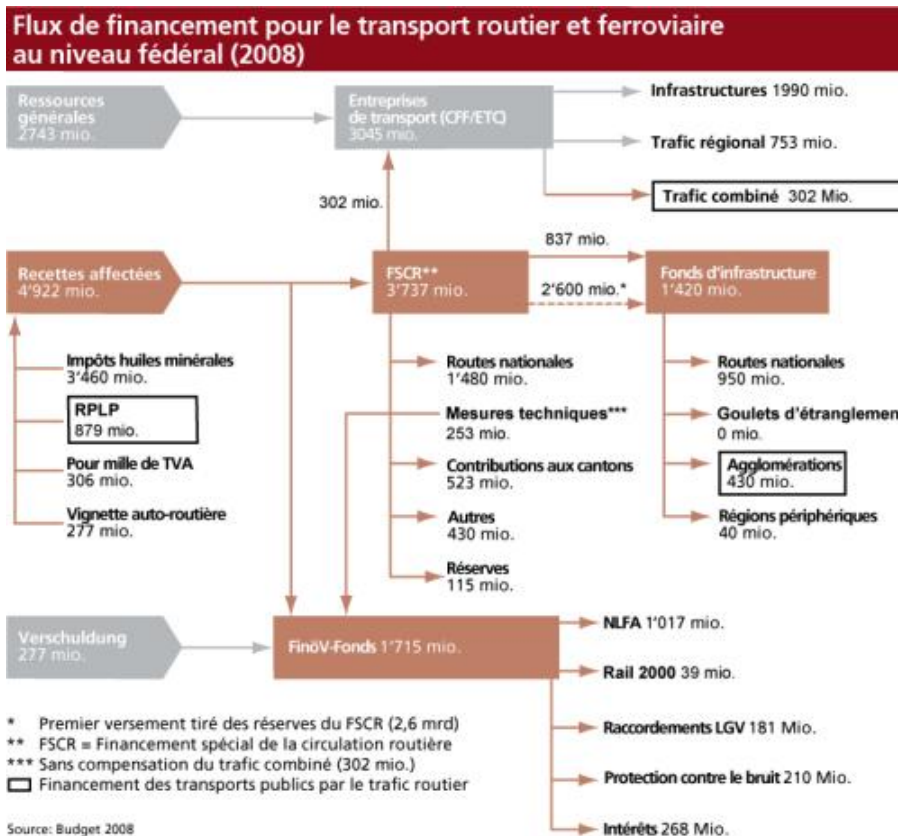 Flux de financement pour le transport routier et ferroviaire
au niveau fédéral (2008)
Ressources
générales
2743 mio.
Entreprises
de transport (CFF/ETC)
3045 mio.
Infrastructures 1990 mio.
Trafic régional 753 mio.
Trafic combiné 302 Mio.
302 mio.
Recettes affectées
4'922 mio.
FSCR**
3'737 mio.
837 mio.
2'600 mio.*
Fonds d'infrastructure
1'420 mio.
Impôts huiles minérales
3'460 mio.
RPLP
879 mio.
Pour mille de TVA
306 mio.
Vignette auto-routière
277 mio.
Routes nationales
1'480 mio.
Mesures techniques***
253 mio.
Contributions aux cantons
523 mio.
Autres
430 mio.
Réserves
115 mio.
Routes nationales
950 mio.
Goulets d'étranglemen
0 mio.
Agglomérations
430 mio.
Régions périphériques
40 mio.
Verschuldung
277 mio.
FinöV-Fonds 1'715 mio.
NLFA 1'017 mio.
Rail 2000 39 mio.
Raccordements LGV 181 Mio.
Protection contre le bruit 210 Mio.
Intérêts 268 Mio.
* Premier versement tiré des réserves du FSCR (2,6 mrd)
** FSCR = Financement spécial de la circulation routière
*** Sans compensation du trafic combiné (302 mio.)
Financement des transports publics par le trafic routier
Source: Budget 2008